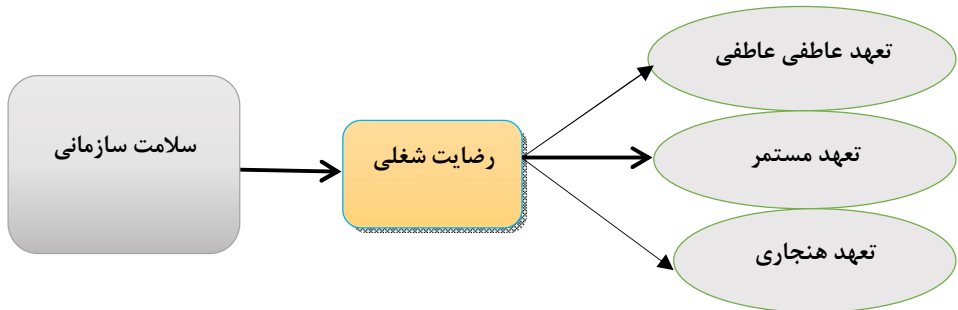 سلامت سازمانی
رضایت شغلی
تعهد عاطفی عاطفی
تعهد مستمر
تعهد هنجاری